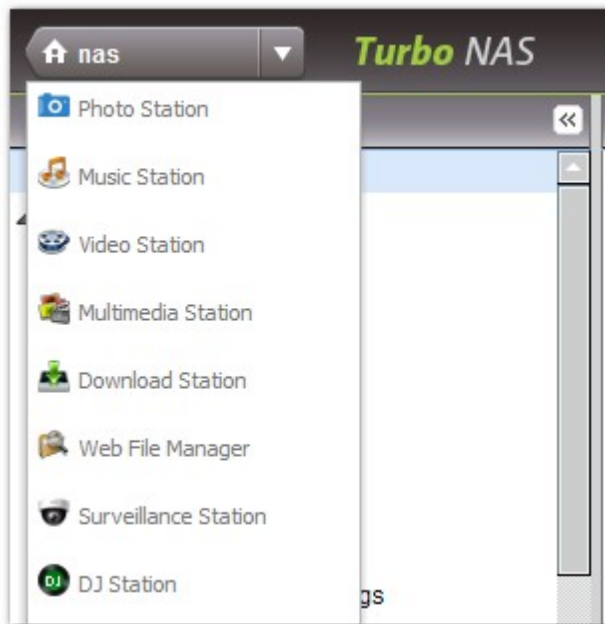 nas Turbo NAS
Photo Station
Music Station
Video Station
Multimedia Station
Download Station
Web File Manager
Surveillance Station
DJ Station
gs